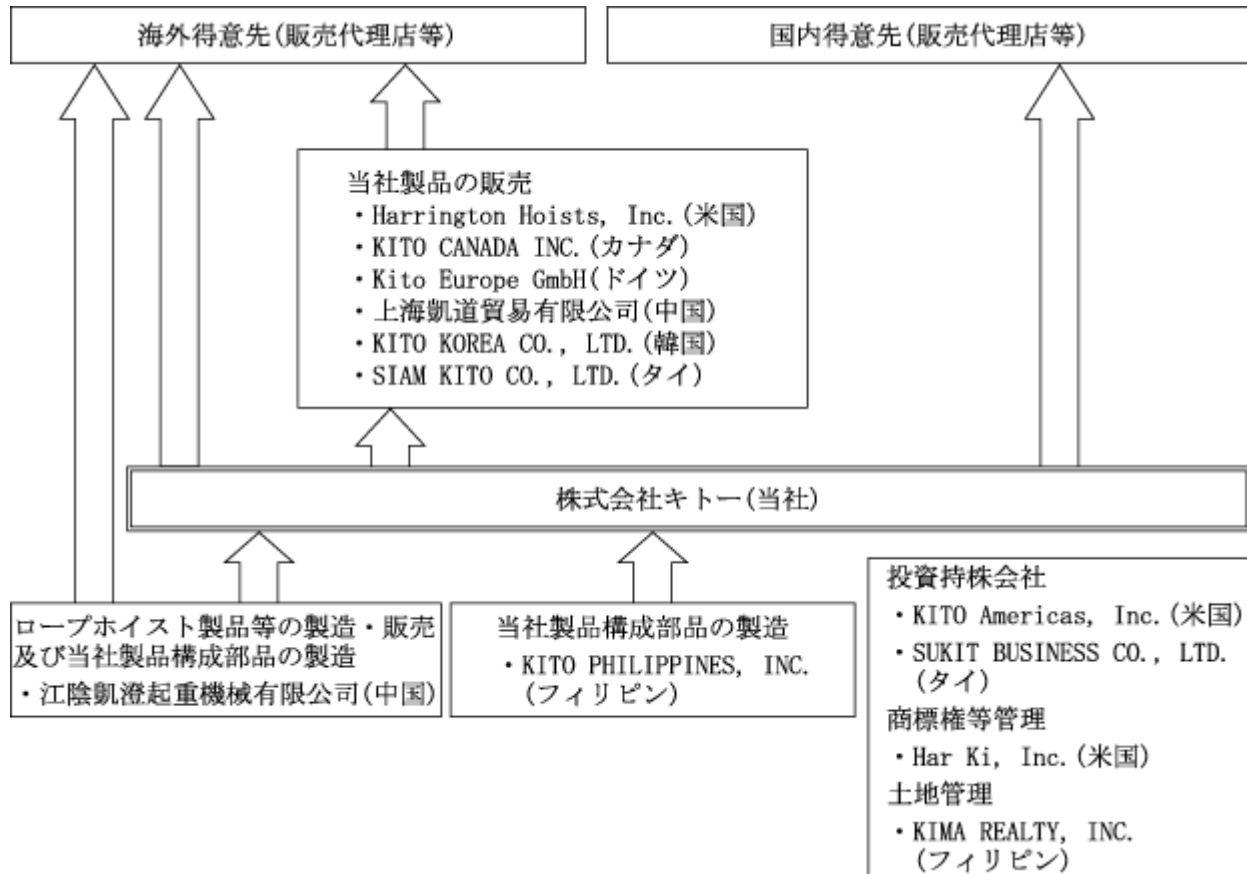 海外得意先(販売代理店等)
国内得意先(販売代理店等)
当社製品の販売
・Harrington Hoists, Inc.(米国)
・KITO CANADA INC.(カナダ)
・Kito Europe GmbH(ドイツ)
・上海凱道貿易有限公司(中国)
・KITO KOREA CO., LTD.(韓国)
・SIAM KITO CO., LTD.(タイ)
株式会社キトー(当社)
ロープホイスト製品等の製造・販売
及び当社製品構成部品の製造
・江陰凱澄起重機械有限公司(中国)
当社製品構成部品の製造
・KITO PHILIPPINES, INC.
(フィリピン)
投資持株会社
・KITO Americas, Inc.(米国)
・SUKIT BUSINESS CO., LTD.
(タイ)
商標権等管理
・Har Ki, Inc.(米国)
土地管理
・KIMA REALTY, INC.
(フィリピン)